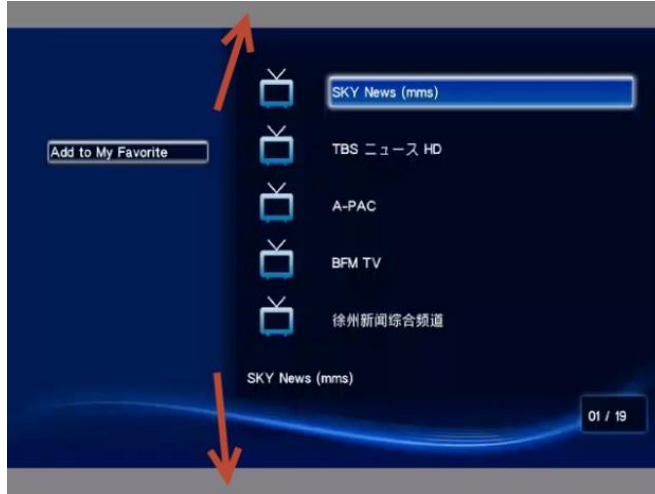 SKY News (mms)
Add to My Favorite
TBS ニュース HD
A-PAC
BFM TV
徐州新闻综合频道
SKY News (mms)
01 / 19